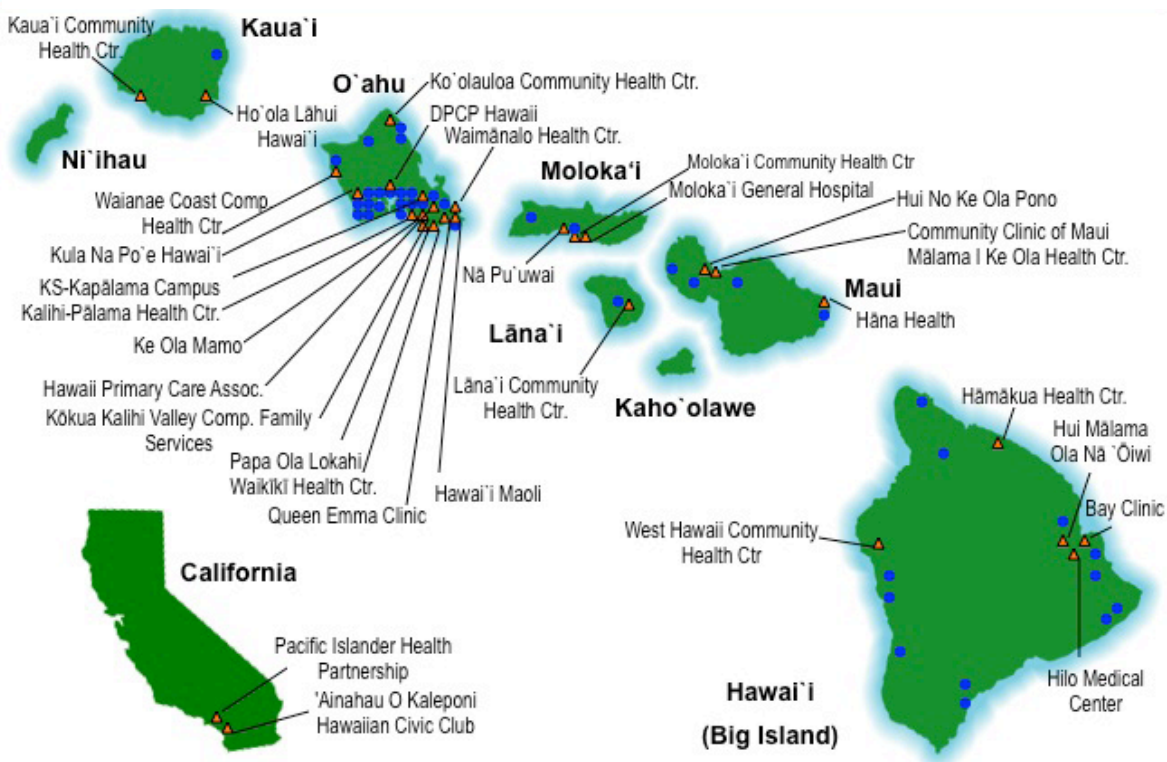 Kaua`i Community
Health Ctr.
Kaua`i
Ho`ola Lāhui
Hawai`i
Ni`ihau
O`ahu
Ko`olauloa Community Health Ctr.
DPCP Hawaii
Waimānalo Health Ctr.
Waianae Coast Comp.
Health Ctr.
Kula Na Po`e Hawai`i
KS-Kapālama Campus
Kalihi-Pālama Health Ctr.
Ke Ola Mamo
Hawaii Primary Care Assoc.
Kōkua Kalihi Valley Comp. Family
Services
Papa Ola Lokahi
Waikīkī Health Ctr.
Queen Emma Clinic
Hawai`i Maoli
Moloka‘i
Moloka`i Community Health Ctr
Moloka`i General Hospital
Nā Pu`uwai
Lāna`i
Lāna`i Community
Health Ctr.
Kaho`olawe
Hui No Ke Ola Pono
Community Clinic of Maui
Mālama I Ke Ola Health Ctr.
Maui
Hāna Health
Hāmākua Health Ctr.
Hui Mālama
Ola Nā `Ōiwi
Bay Clinic
West Hawaii Community
Health Ctr
Hilo Medical
Center
Hawai`i
(Big Island)
California
Pacific Islander Health
Partnership
'Ainahau O Kaleponi
Hawaiian Civic Club